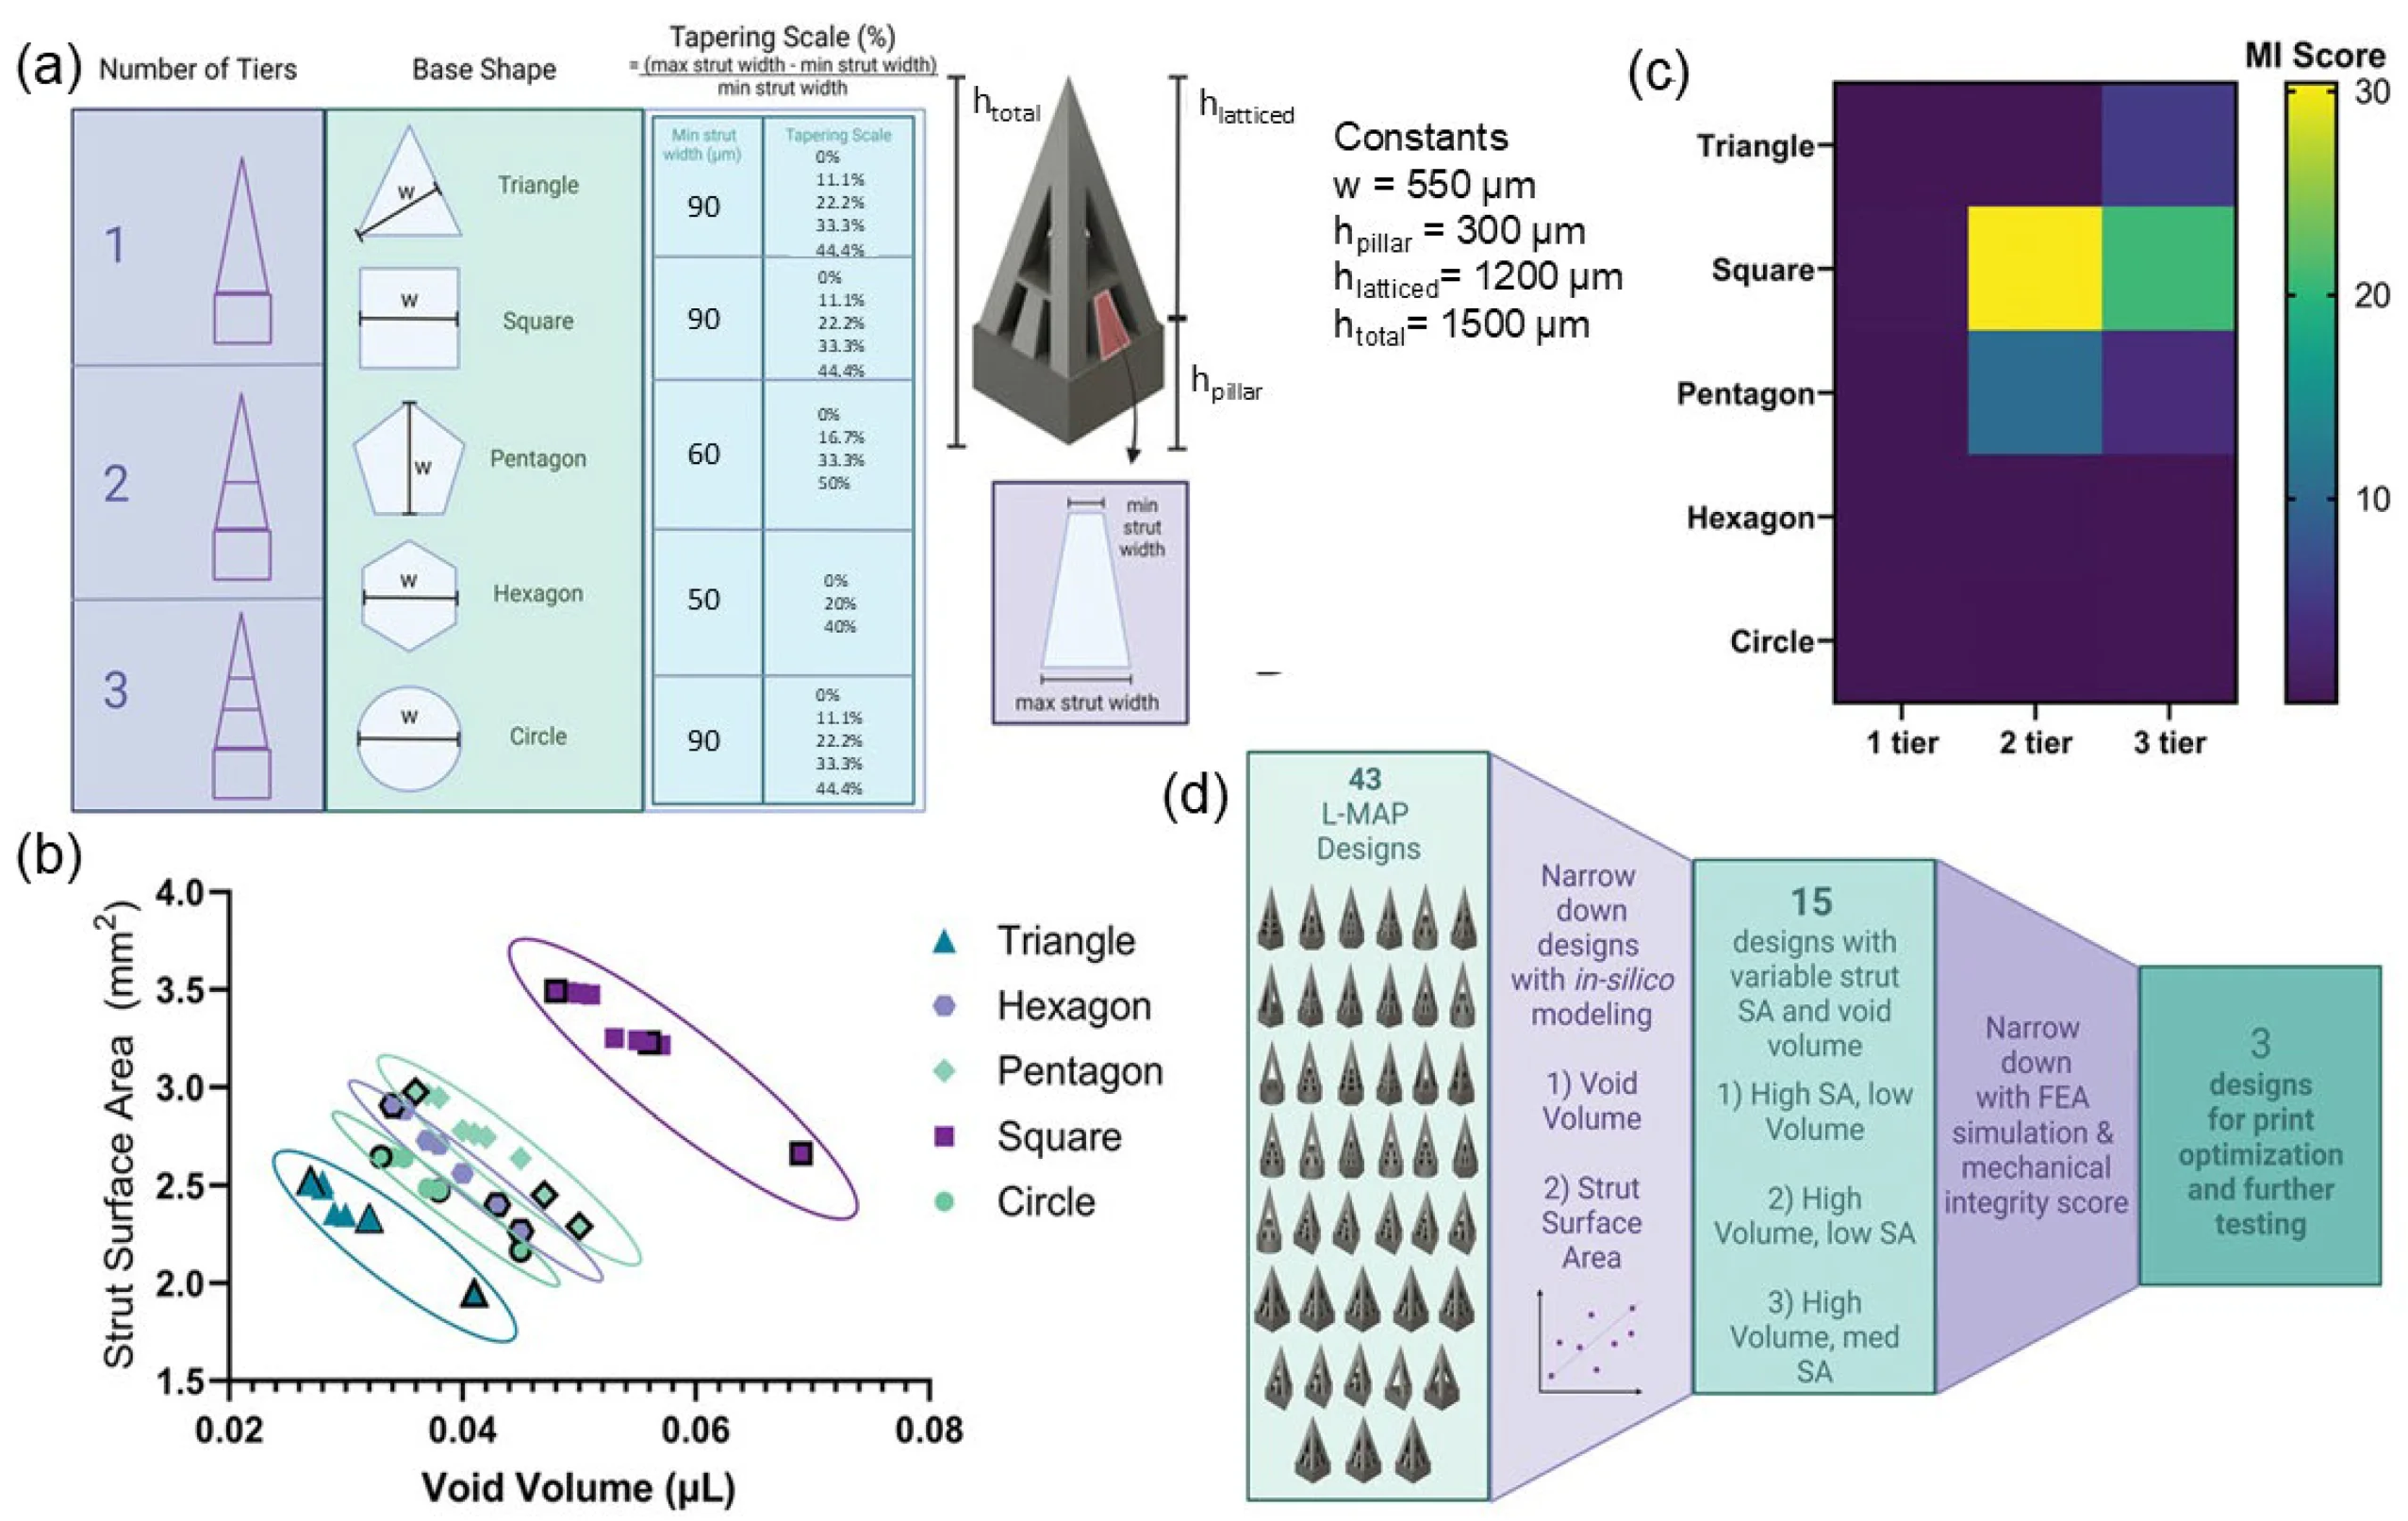 (a)
Number of Tiers
Base Shape
Tapering Scale (%)
= (max strut width - min strut width)
min strut width
1
2
3
w
Triangle
w
Square
w
Pentagon
w
Hexagon
w
Circle
Min strut
width (μm)
Tapering Scale
90
0%
11.1%
22.2%
33.3%
44.4%
90
0%
11.1%
22.2%
33.3%
44.4%
60
0%
16.7%
33.3%
50%
50
0%
20%
40%
90
0%
11.1%
22.2%
33.3%
44.4%
htotal
hlatticed
hpillar
min
strut
width
max strut width
Constants
w = 550 μm
hpillar = 300 μm
hlatticed= 1200 μm
htotal= 1500 μm
(c)
MI Score
30
20
10
Triangle
Square
Pentagon
Hexagon
Circle
1 tier
2 tier
3 tier
(b)
Strut Surface Area (mm2)
4.0
3.5
3.0
2.5
2.0
1.5
0.02
0.04
0.06
0.08
Void Volume (μL)
Triangle
Hexagon
Pentagon
Square
Circle
(d)
43
L-MAP
Designs
Narrow
down
designs
with in-silico
modeling
1) Void
Volume
2) Strut
Surface
Area
15
designs with
variable strut
SA and void
volume
1) High SA, low
Volume
2) High
Volume, low SA
3) High
Volume, med
SA
Narrow
down
with FEA
simulation &
mechanical
integrity score
3
designs
for print
optimization
and further
testing